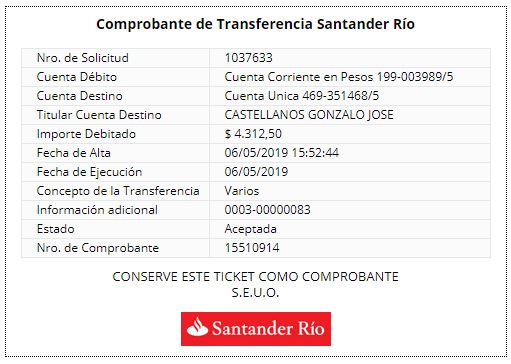 Comprobante de Transferencia Santander Río
Nro. de Solicitud 1037633
Cuenta Débito Cuenta Corriente en Pesos 199-003989/5
Cuenta Destino Cuenta Unica 469-351468/5
Titular Cuenta Destino CASTELLANOS GONZALO JOSE
Importe Debitado $ 4.312,50
Fecha de Alta 06/05/2019 15:52:44
Fecha de Ejecución 06/05/2019
Concepto de la Transferencia Varios
Información adicional 0003-00000083
Estado Aceptada
Nro. de Comprobante 15510914
CONSERVE ESTE TICKET COMO COMPROBANTE
S.E.U.O.
Santander Río